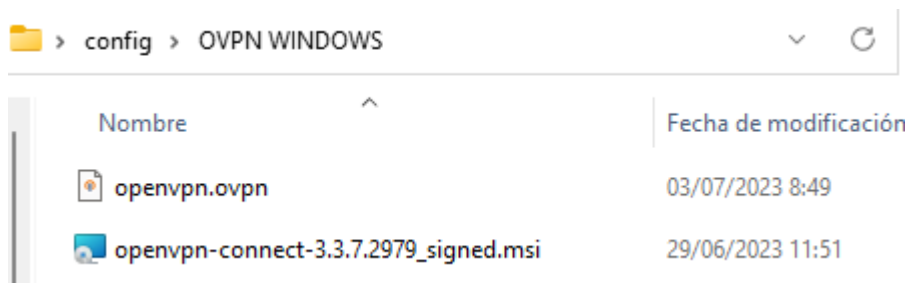 config > OVPN WINDOWS
Nombre Fecha de modificación
openvpn.ovpn 03/07/2023 8:49
openvpn-connect-3.3.7.2979_signed.msi 29/06/2023 11:51